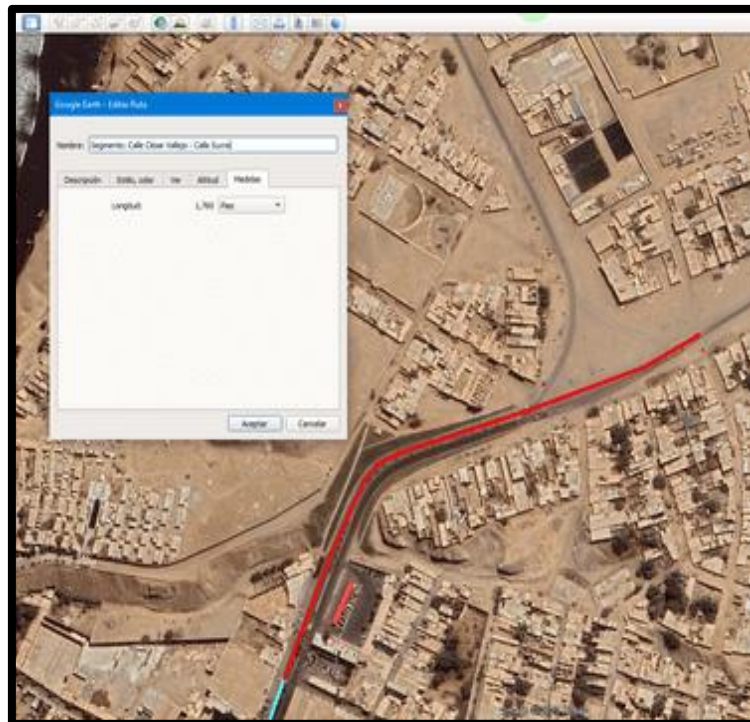 Google Earth - Editar Ruta
Nombre: Segmento: Calle César Vallejo - Calle Sucre
Descripción Estilo, color Ver Altitud Medidas
Longitud: Pies
Aceptar Cancelar